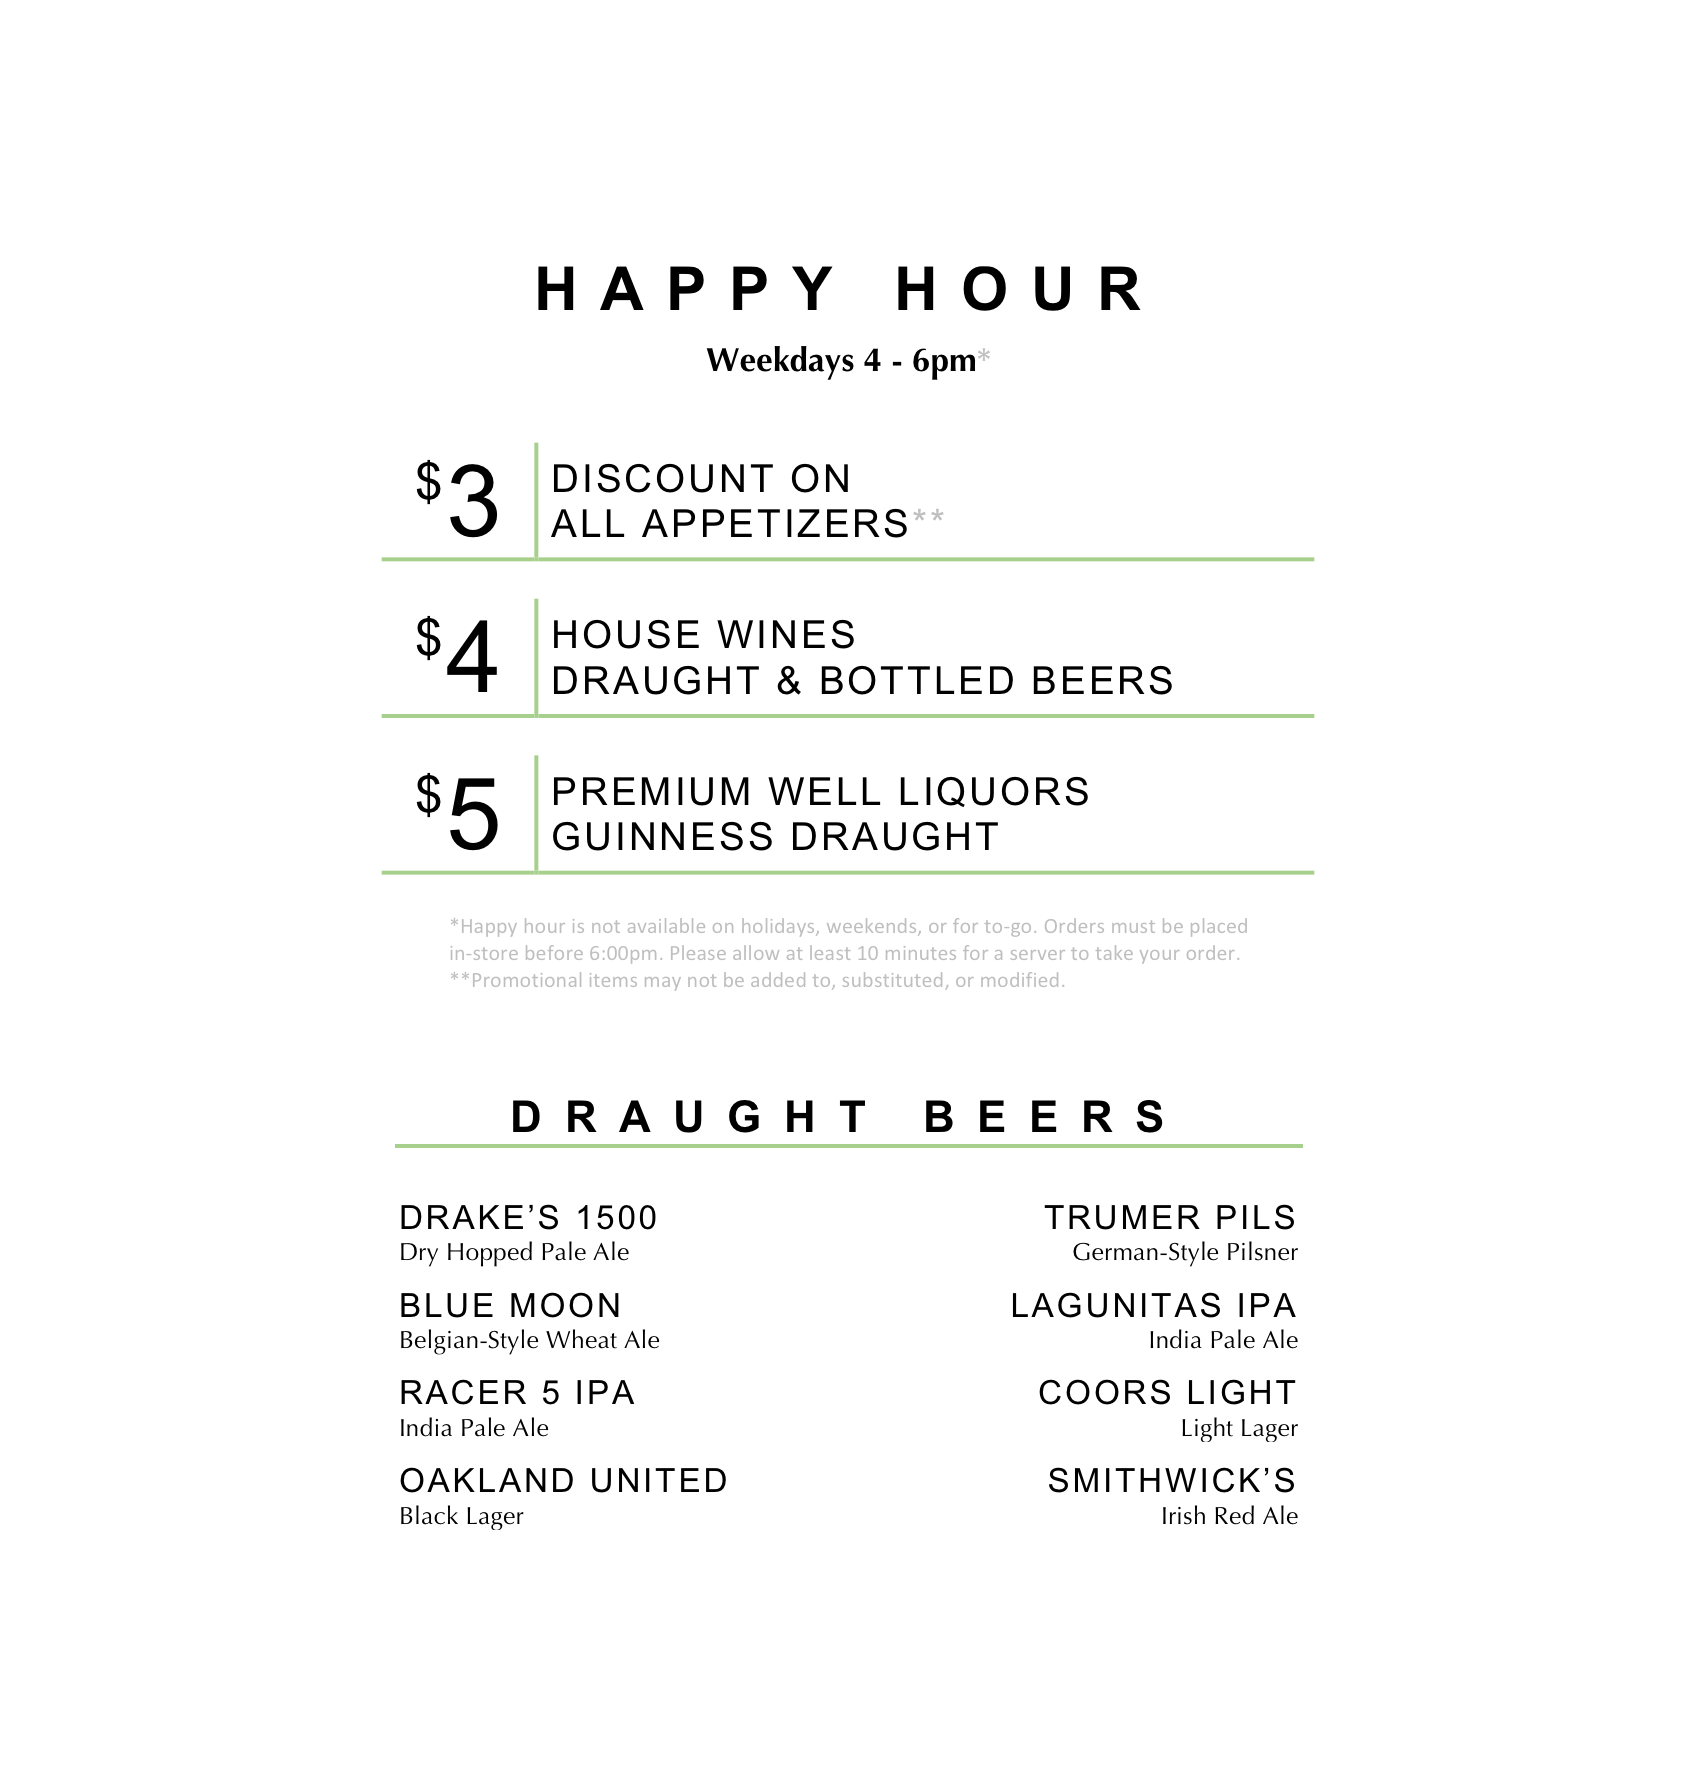 HAPPY HOUR
Weekdays 4 - 6pm*
$3
DISCOUNT ON
ALL APPETIZERS**
$4
HOUSE WINES
DRAUGHT & BOTTLED BEERS
$5
PREMIUM WELL LIQUORS
GUINNESS DRAUGHT
*Happy hour is not available on holidays, weekends, or for to-go. Orders must be placed
in-store before 6:00pm. Please allow at least 10 minutes for a server to take your order.
**Promotional items may not be added to, substituted, or modified.
DRAUGHT BEERS
DRAKE’S 1500
Dry Hopped Pale Ale
BLUE MOON
Belgian-Style Wheat Ale
RACER 5 IPA
India Pale Ale
OAKLAND UNITED
Black Lager
TRUMER PILS
German-Style Pilsner
LAGUNITAS IPA
India Pale Ale
COORS LIGHT
Light Lager
SMITHWICK’S
Irish Red Ale